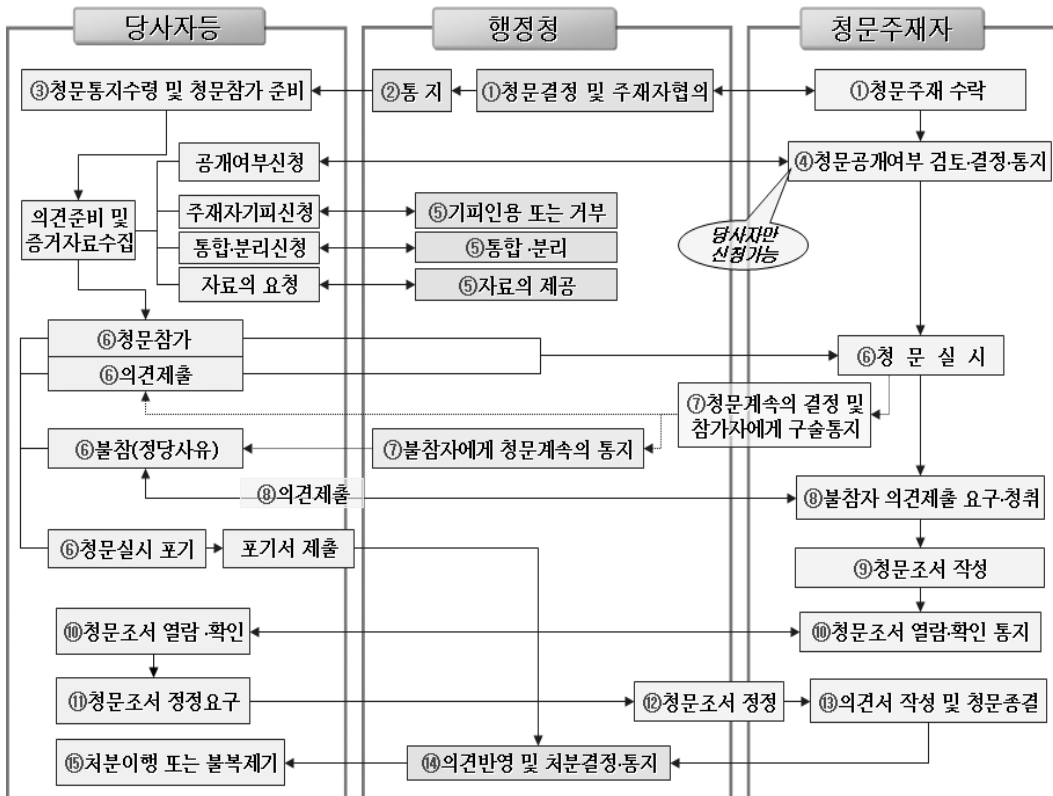 당사자등
행정청
청문주재자
③청문통지수령 및 청문참가 준비
②통 지
①청문결정 및 주재자협의
①청문주재 수락
공개여부신청
④청문공개여부 검토·결정·통지
의견준비 및
증거자료수집
주재자기피신청
⑤기피인용 또는 거부
당사자만
신청가능
통합·분리신청
⑤통합·분리
자료의 요청
⑤자료의 제공
⑥청문참가
⑥의견제출
⑥청 문 실 시
⑦청문계속의 결정 및
참가자에게 구술통지
⑥불참(정당사유)
⑦불참자에게 청문계속의 통지
⑧의견제출
⑧불참자 의견제출 요구·청취
⑥청문실시 포기
포기서 제출
⑨청문조서 작성
⑩청문조서 열람·확인
⑩청문조서 열람·확인 통지
⑪청문조서 정정요구
⑫청문조서 정정
⑬의견서 작성 및 청문종결
⑮처분이행 또는 불복제기
⑭의견반영 및 처분결정·통지